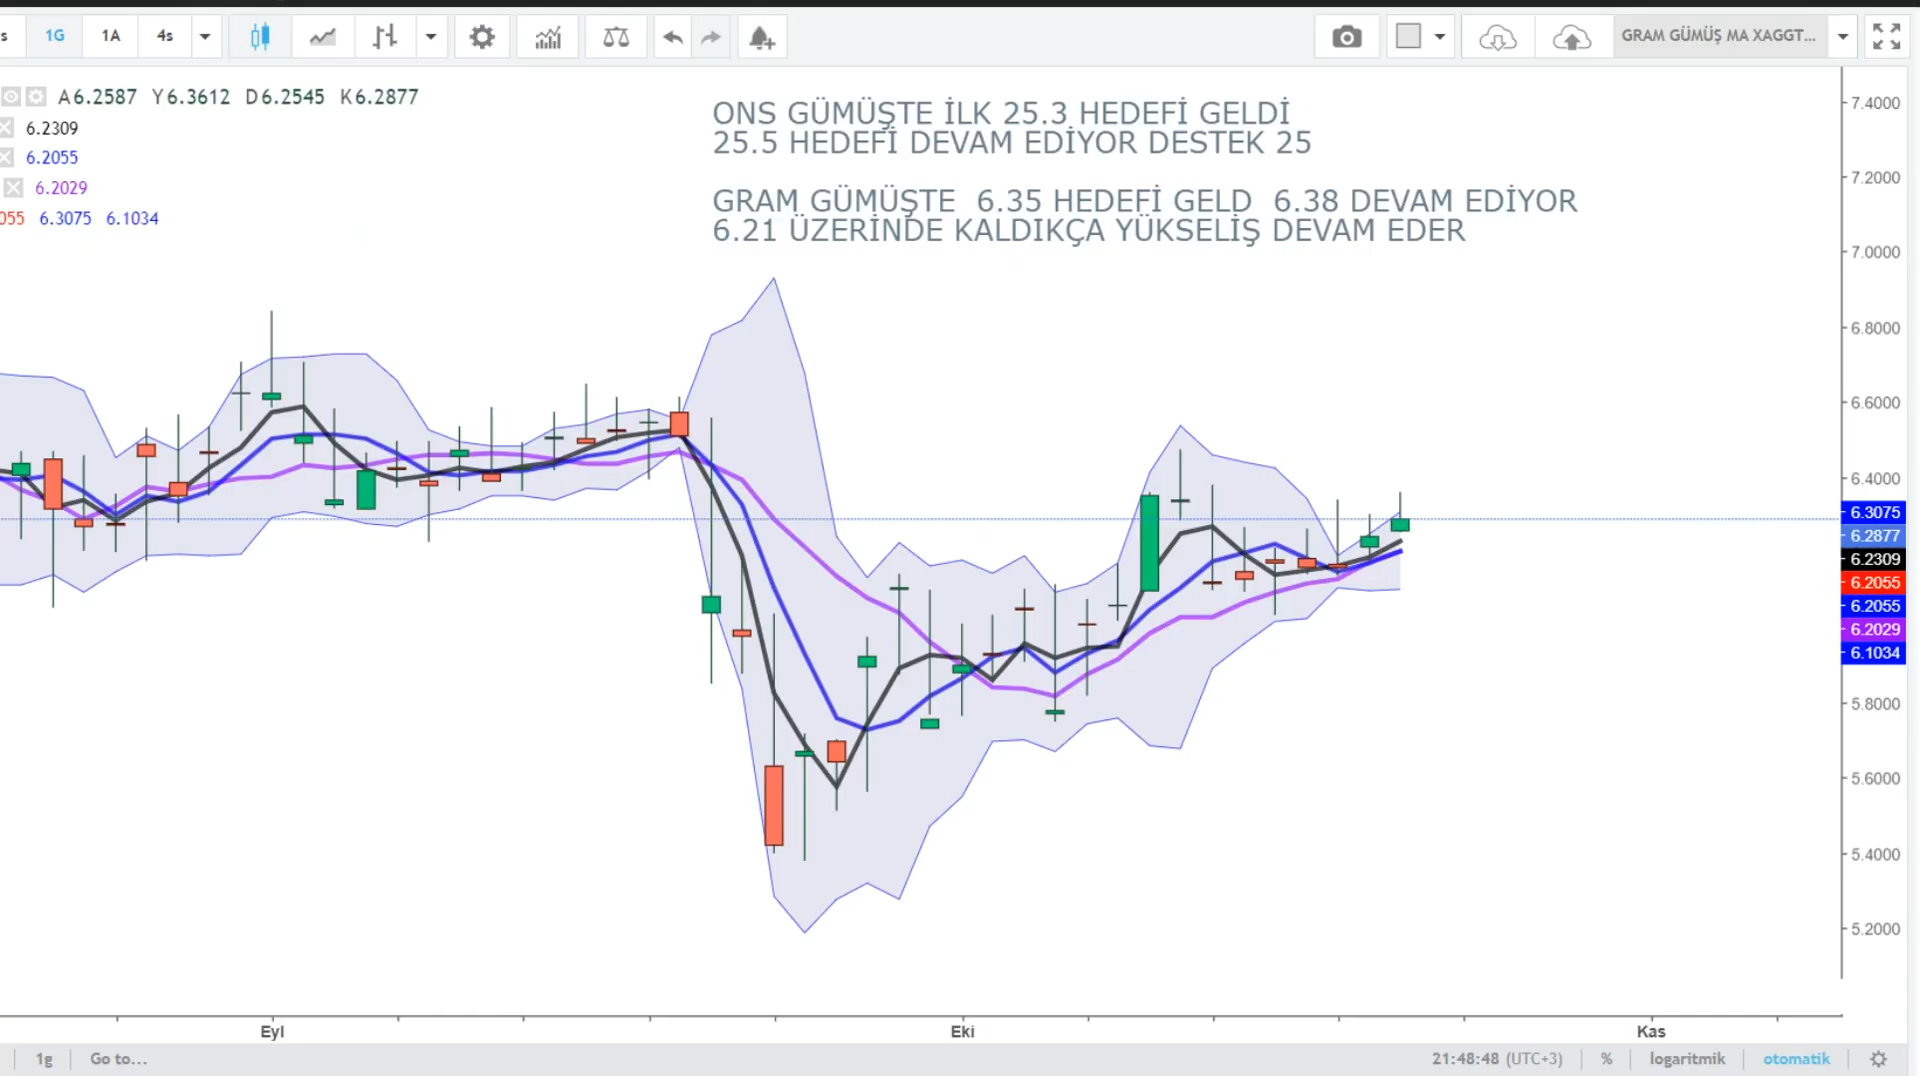 s 1G 1A 4s GRAM GÜMÜŞ MA XAGGT...
A6.2587 Y6.3612 D6.2545 K6.2877
6.2309
6.2055
6.2029
055 6.3075 6.1034
ONS GÜMÜŞTE İLK 25.3 HEDEFİ GELDİ
25.5 HEDEFİ DEVAM EDİYOR DESTEK 25
GRAM GÜMÜŞTE 6.35 HEDEFİ GELD 6.38 DEVAM EDİYOR
6.21 ÜZERİNDE KALDIKÇA YÜKSELİŞ DEVAM EDER
7.4000
7.2000
7.0000
6.8000
6.6000
6.4000
6.3075
6.2877
6.2309
6.2055
6.2055
6.2029
6.1034
5.8000
5.6000
5.4000
5.2000
Eyl Eki Kas
1g Go to... 21:48:48 (UTC+3) % logaritmik otomatik